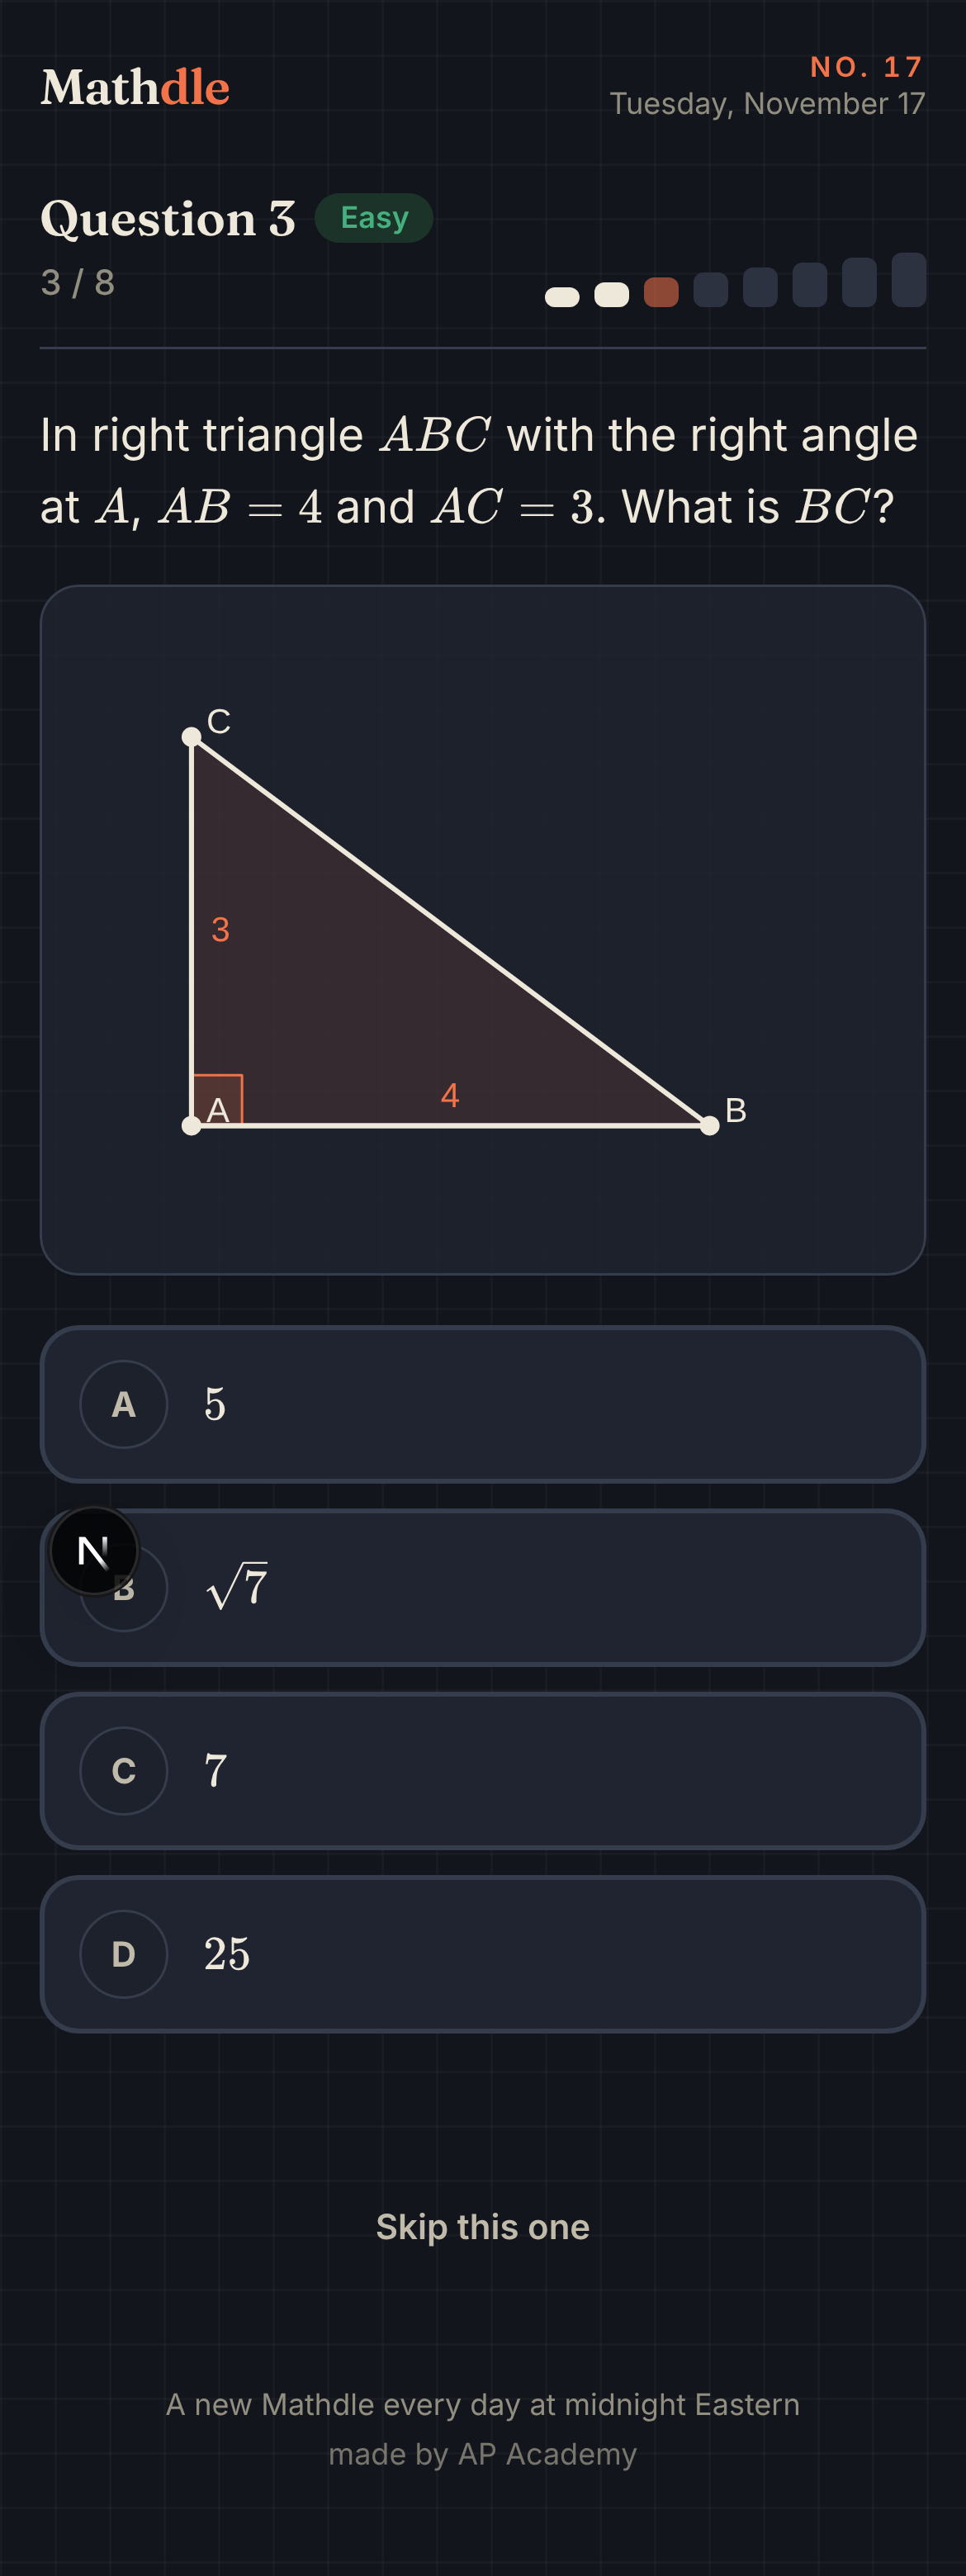 Mathdle
NO. 17
Tuesday, November 17
Question 3
Easy
3 / 8
In right triangle ABC with the right angle
at A, AB = 4 and AC = 3. What is BC?
C
3
A
4
B
A 5
N
B √7
C 7
D 25
Skip this one
A new Mathdle every day at midnight Eastern
made by AP Academy